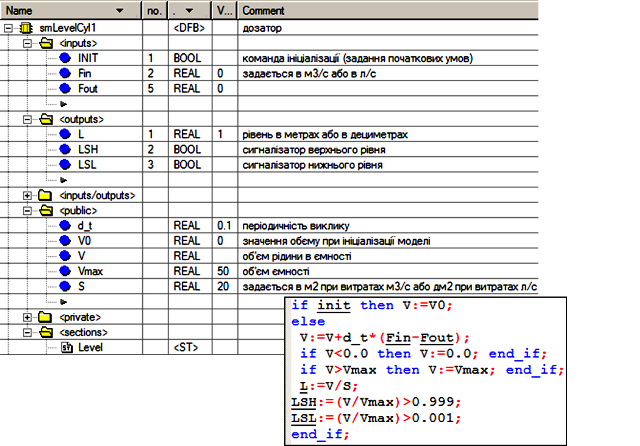 Name no. . V... Comment
smLevelCyl1 <DFB> дозатор
<inputs>
INIT 1 BOOL команда ініціалізації (задання початкових умов)
Fin 2 REAL 0 задається в м3/с або в л/с
Fout 5 REAL 0
<outputs>
L 1 REAL 1 рівень в метрах або в дециметрах
LSH 2 BOOL сигналізатор верхнього рівня
LSL 3 BOOL сигналізатор нижнього рівня
<inputs/outputs>
<public>
d_t REAL 0.1 періодичність виклику
V0 REAL 0 значення обєму при ініціалізації моделі
V REAL об'єм рідини в ємності
Vmax REAL 50 об'єм ємності
S REAL 20 задається в м2 при витратах м3/с або дм2 при витратах л/с
<private>
<sections>
Level <ST>
if init then V:=V0;
else
V:=V+d_t*(Fin-Fout);
if V<0.0 then V:=0.0; end_if;
if V>Vmax then V:=Vmax; end_if;
L:=V/S;
LSH:=(V/Vmax)>0.999;
LSL:=(V/Vmax)>0.001;
end_if;